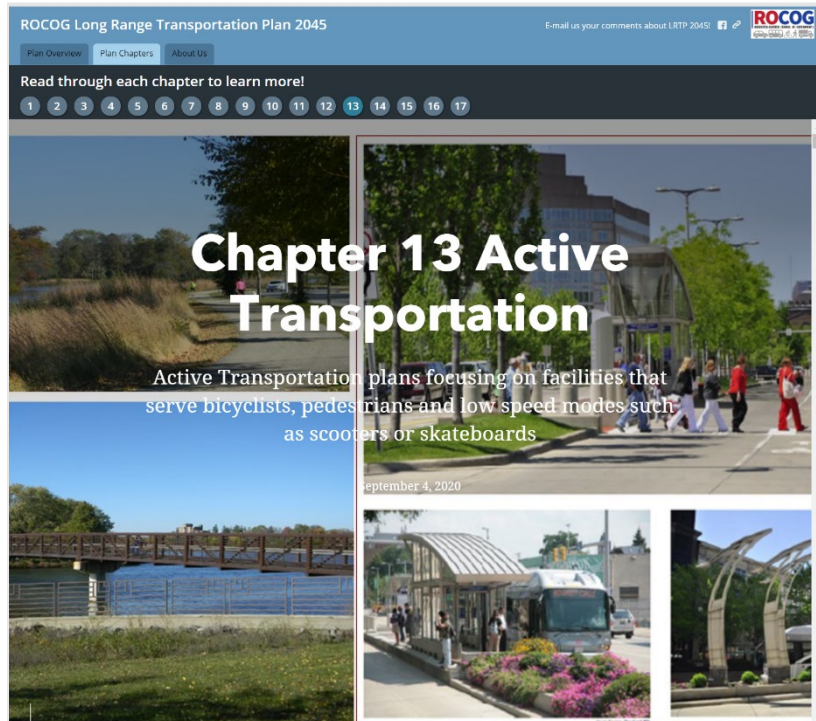 ROCOG Long Range Transportation Plan 2045
E-mail us your comments about LRTP 2045!
ROCOG
Plan Overview
Plan Chapters
About Us
Read through each chapter to learn more!
1 2 3 4 5 6 7 8 9 10 11 12 13 14 15 16 17
Chapter 13 Active
Transportation
Active Transportation plans focusing on facilities that
serve bicyclists, pedestrians and low speed modes such
as scooters or skateboards
September 4, 2020